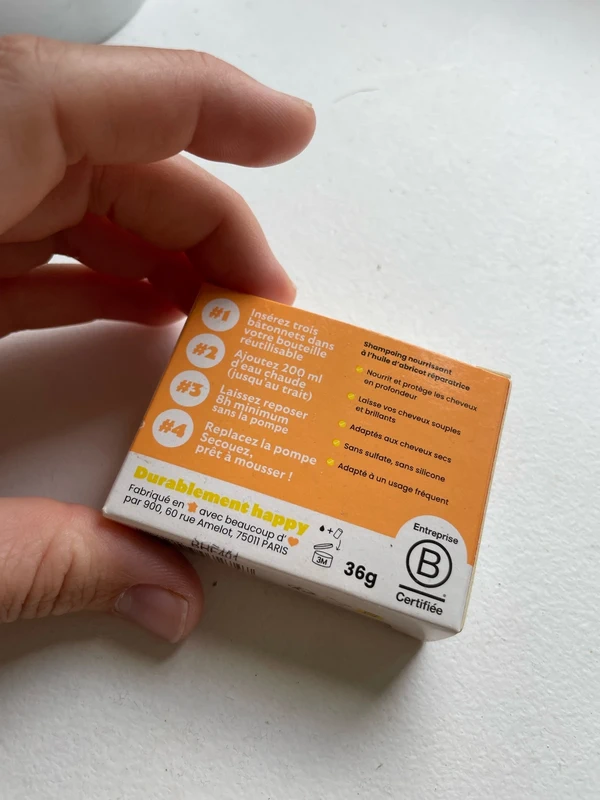 #1
Insérez trois
bâtonnets dans
votre bouteille
réutilisable
#2
Ajoutez 200 ml
d'eau chaude
(jusqu'au trait)
#3
Laissez reposer
8h minimum
sans la pompe
#4
Replacez la pompe
Secouez,
prêt à mousser !
Shampoing nourrissant
à l'huile d'abricot réparatrice
Nourrit et protège les cheveux
en profondeur
Laisse vos cheveux souples
et brillants
Adaptés aux cheveux secs
Sans sulfate, sans silicone
Adapté à un usage fréquent
Durablement happy
Fabriqué en avec beaucoup d'
par 900, 60 rue Amelot, 75011 PARIS
3M
36g
Entreprise
B
Certifiée